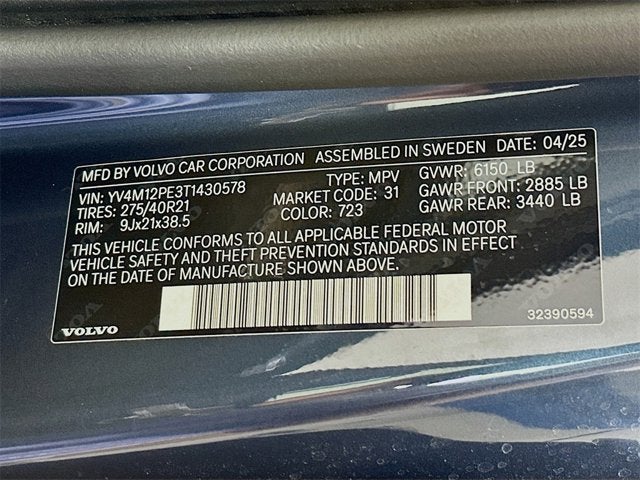 MFD BY VOLVO CAR CORPORATION ASSEMBLED IN SWEDEN DATE: 04/25
VIN: YV4M12PE3T1430578 TYPE: MPV GVWR: 6150 LB
TIRES: 275/40R21 MARKET CODE: 31 GAWR FRONT: 2885 LB
RIM: 9Jx21x38.5 COLOR: 723 GAWR REAR: 3440 LB
THIS VEHICLE CONFORMS TO ALL APPLICABLE FEDERAL MOTOR
VEHICLE SAFETY AND THEFT PREVENTION STANDARDS IN EFFECT
ON THE DATE OF MANUFACTURE SHOWN ABOVE.
VOLVO 32390594